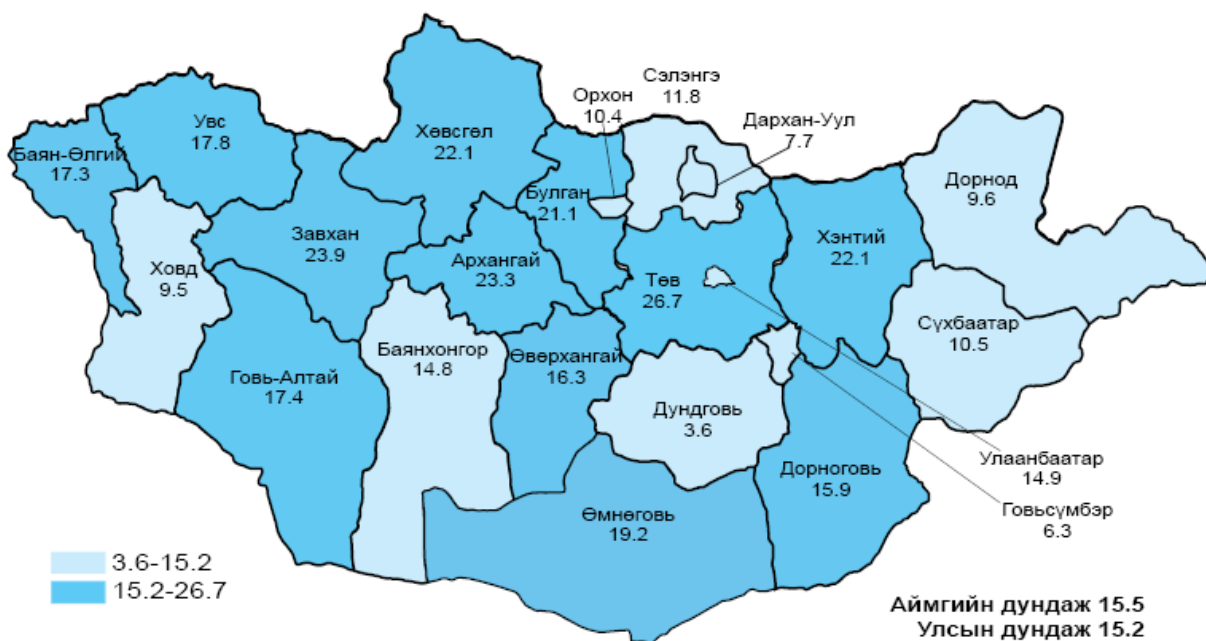 Сэлэнгэ
11.8
Орхон
10.4
Дархан-Уул
7.7
Увс
17.8
Хөвсгөл
22.1
Баян-Өлгий
17.3
Дорнод
9.6
Булган
21.1
Завхан
23.9
Хэнтий
22.1
Архангай
23.3
Ховд
9.5
Төв
26.7
Сүхбаатар
10.5
Баянхонгор
14.8
Өвөрхангай
16.3
Говь-Алтай
17.4
Дундговь
3.6
Улаанбаатар
14.9
Дорноговь
15.9
Говьсүмбэр
6.3
Өмнөговь
19.2
3.6-15.2
15.2-26.7
Аймгийн дундаж 15.5
Улсын дундаж 15.2